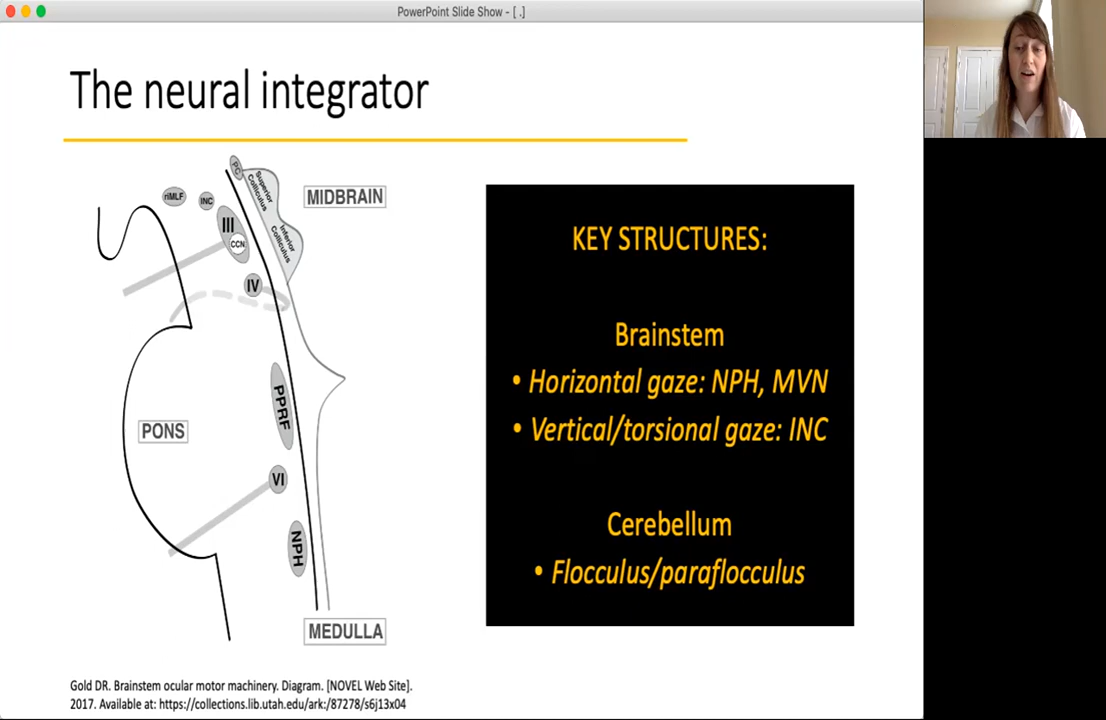 PowerPoint Slide Show - [ .]
The neural integrator
PC
Superior
Colliculus
riMLF
INC
MIDBRAIN
III
CCN
Inferior
Colliculus
IV
PPRF
PONS
VI
NPH
MEDULLA
KEY STRUCTURES:
Brainstem
• Horizontal gaze: NPH, MVN
• Vertical/torsional gaze: INC
Cerebellum
• Flocculus/paraflocculus
Gold DR. Brainstem ocular motor machinery. Diagram. [NOVEL Web Site].
2017. Available at: https://collections.lib.utah.edu/ark:/87278/s6j13x04